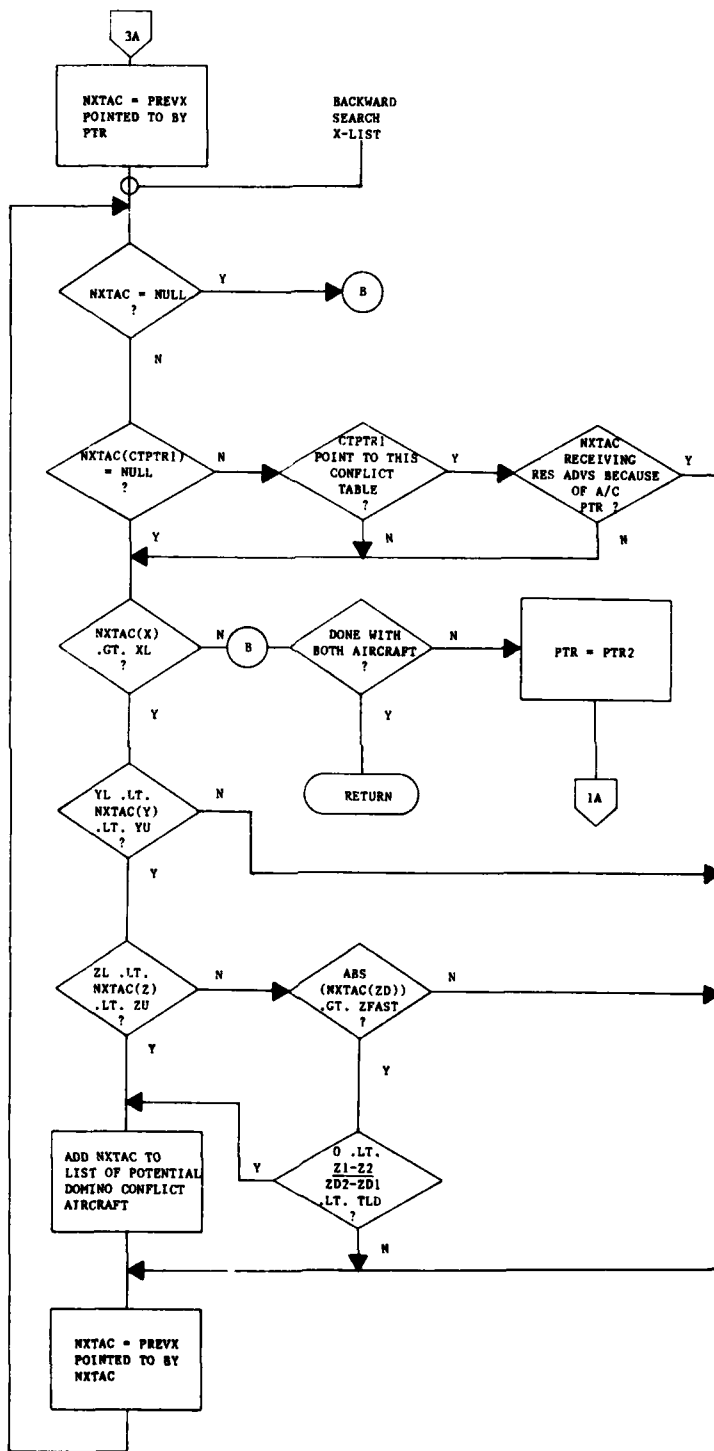 3A
NXTAC = PREVX
POINTED TO BY
PTR
BACKWARD
SEARCH
X-LIST
NXTAC = NULL
?
Y
B
N
NXTAC(CTPTR1)
= NULL
?
N
CTPTR1
POINT TO THIS
CONFLICT
TABLE
?
Y
NXTAC
RECEIVING
RES ADVS BECAUSE
OF A/C
PTR ?
Y
Y
N
N
NXTAC(X)
.GT. XL
?
N
B
DONE WITH
BOTH AIRCRAFT
?
N
PTR = PTR2
Y
Y
RETURN
1A
YL .LT.
NXTAC(Y)
.LT. YU
?
N
Y
ZL .LT.
NXTAC(Z)
.LT. ZU
?
N
ABS
(NXTAC(ZD))
.GT. ZFAST
?
N
Y
Y
ADD NXTAC TO
LIST OF POTENTIAL
DOMINO CONFLICT
AIRCRAFT
Y
0 .LT.
Z1-Z2
ZD2-ZD1
.LT. TLD
?
N
NXTAC = PREVX
POINTED TO BY
NXTAC